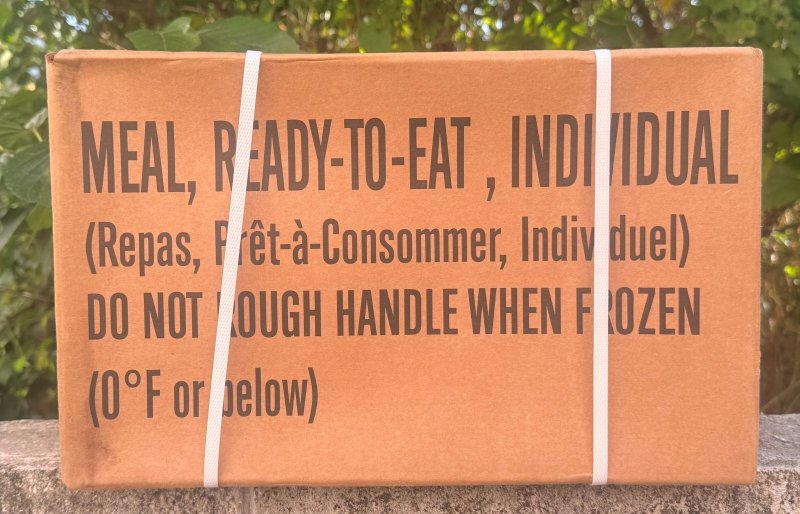 MEAL, READY-TO-EAT , INDIVIDUAL
(Repas, Prêt-à-Consommer, Individuel)
DO NOT ROUGH HANDLE WHEN FROZEN
(0°F or below)